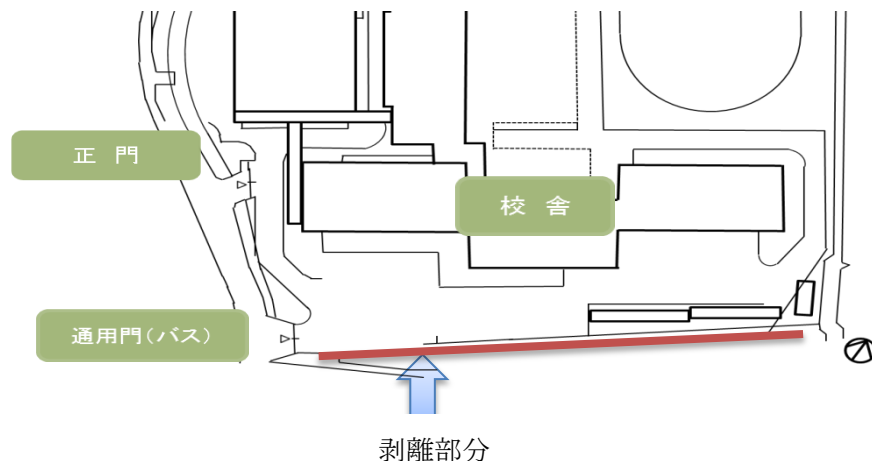 正 門
校 舎
通用門(バス)
剥離部分